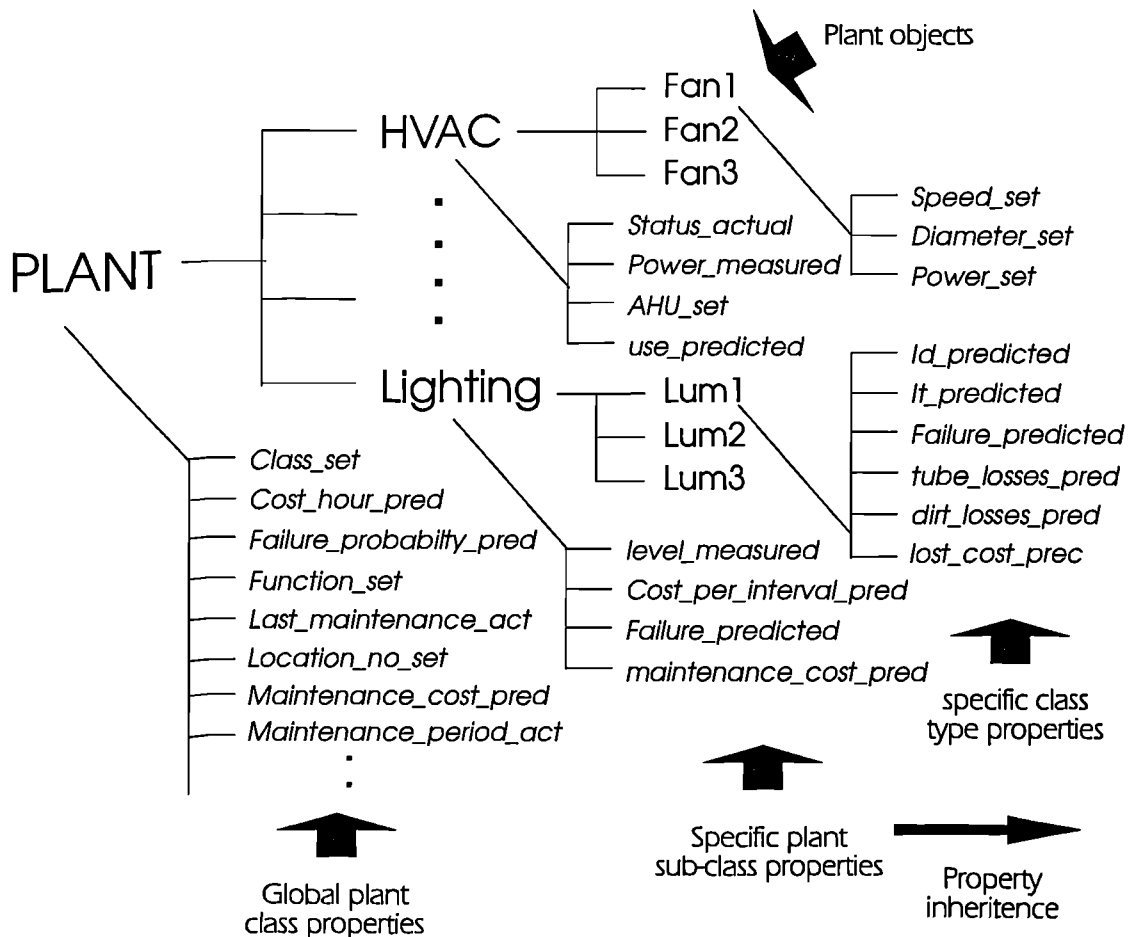 Plant objects
Fan1
HVAC
Fan2
Fan3
Speed_set
Status_actual
Diameter_set
PLANT
Power_measured
Power_set
AHU_set
use_predicted
Id_predicted
Lighting
Lum1
It_predicted
Lum2
Failure_predicted
Class_set
Lum3
tube_losses_pred
Cost_hour_pred
dirt_losses_pred
Failure_probabilty_pred
level_measured
lost_cost_prec
Function_set
Cost_per_interval_pred
Last_maintenance_act
Failure_predicted
Location_no_set
maintenance_cost_pred
Maintenance_cost_pred
specific class
type properties
Maintenance_period_act
Specific plant
sub-class properties
Property
inheritence
Global plant
class properties